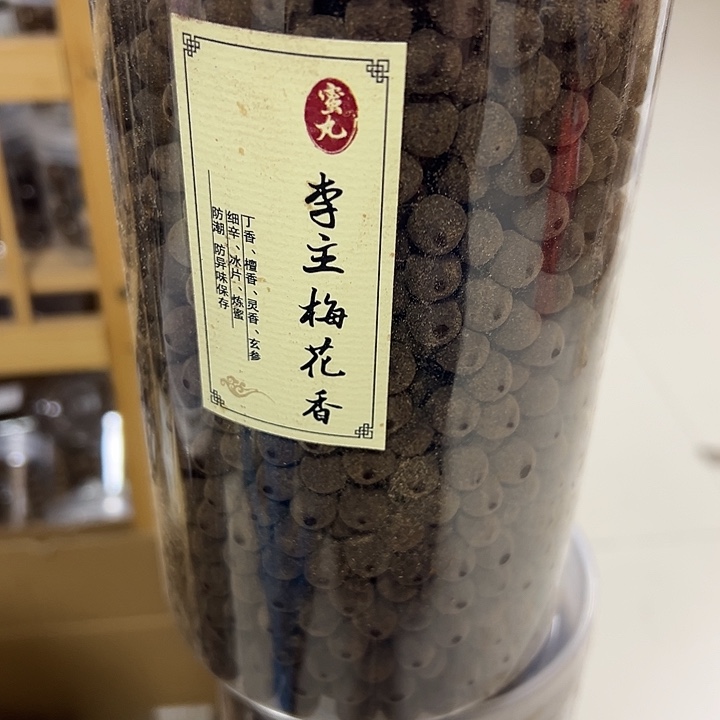 蜜丸
李主梅花香
丁香、檀香、灵香、玄参
细辛、冰片、炼蜜
防潮 防异味保存